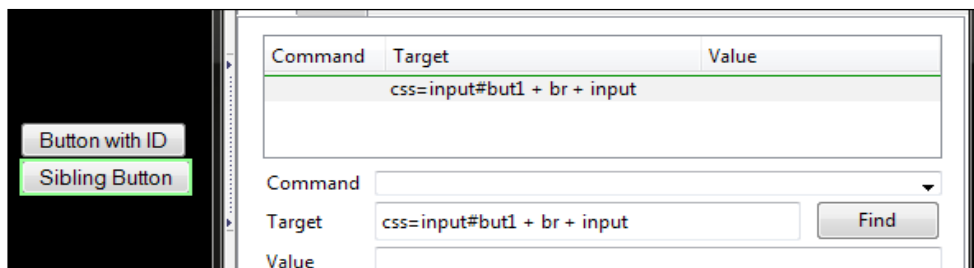 Command Target Value
css=input#but1 + br + input
Button with ID
Sibling Button
Command
Target css=input#but1 + br + input Find
Value